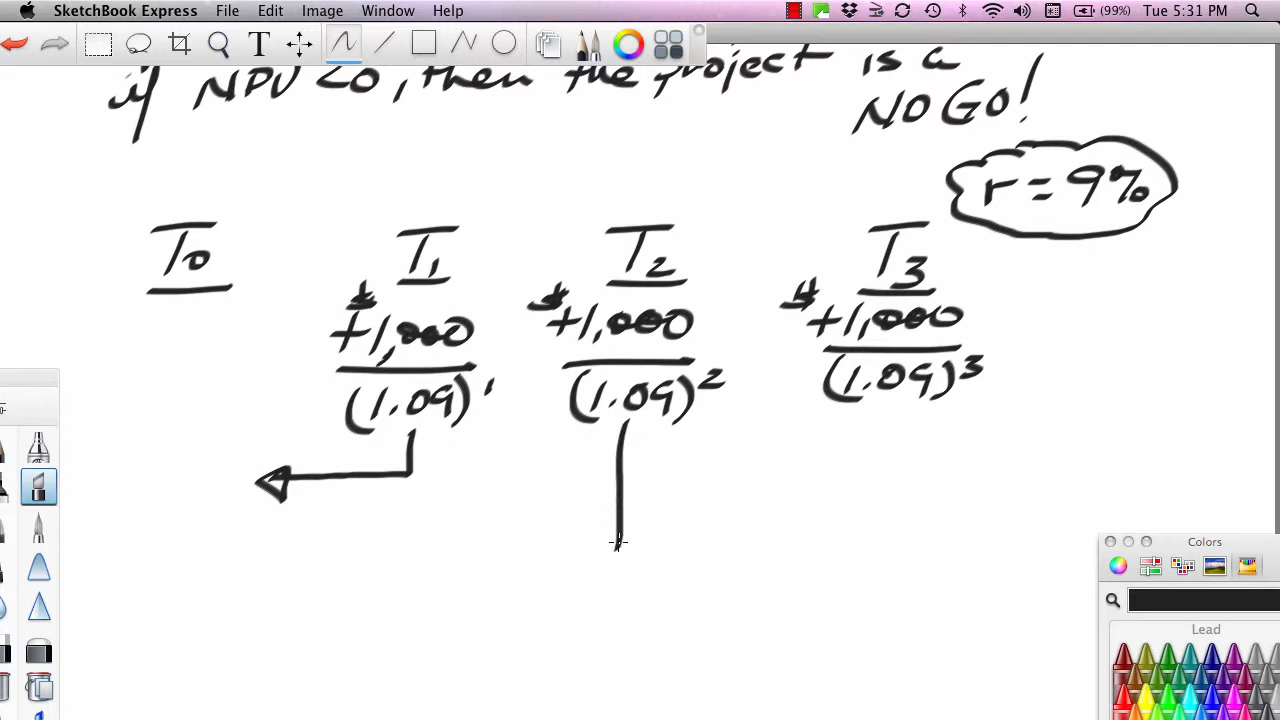 SketchBook Express File Edit Image Window Help (99%) Tue 5:31 PM
T
if NPV <0, then the project is a
NO GO!
r = 9%
T0 T1 T2 T3
$ +1,000 $ +1,000 $ +1,000
(1.09)1 (1.09)2 (1.09)3
Colors
Lead